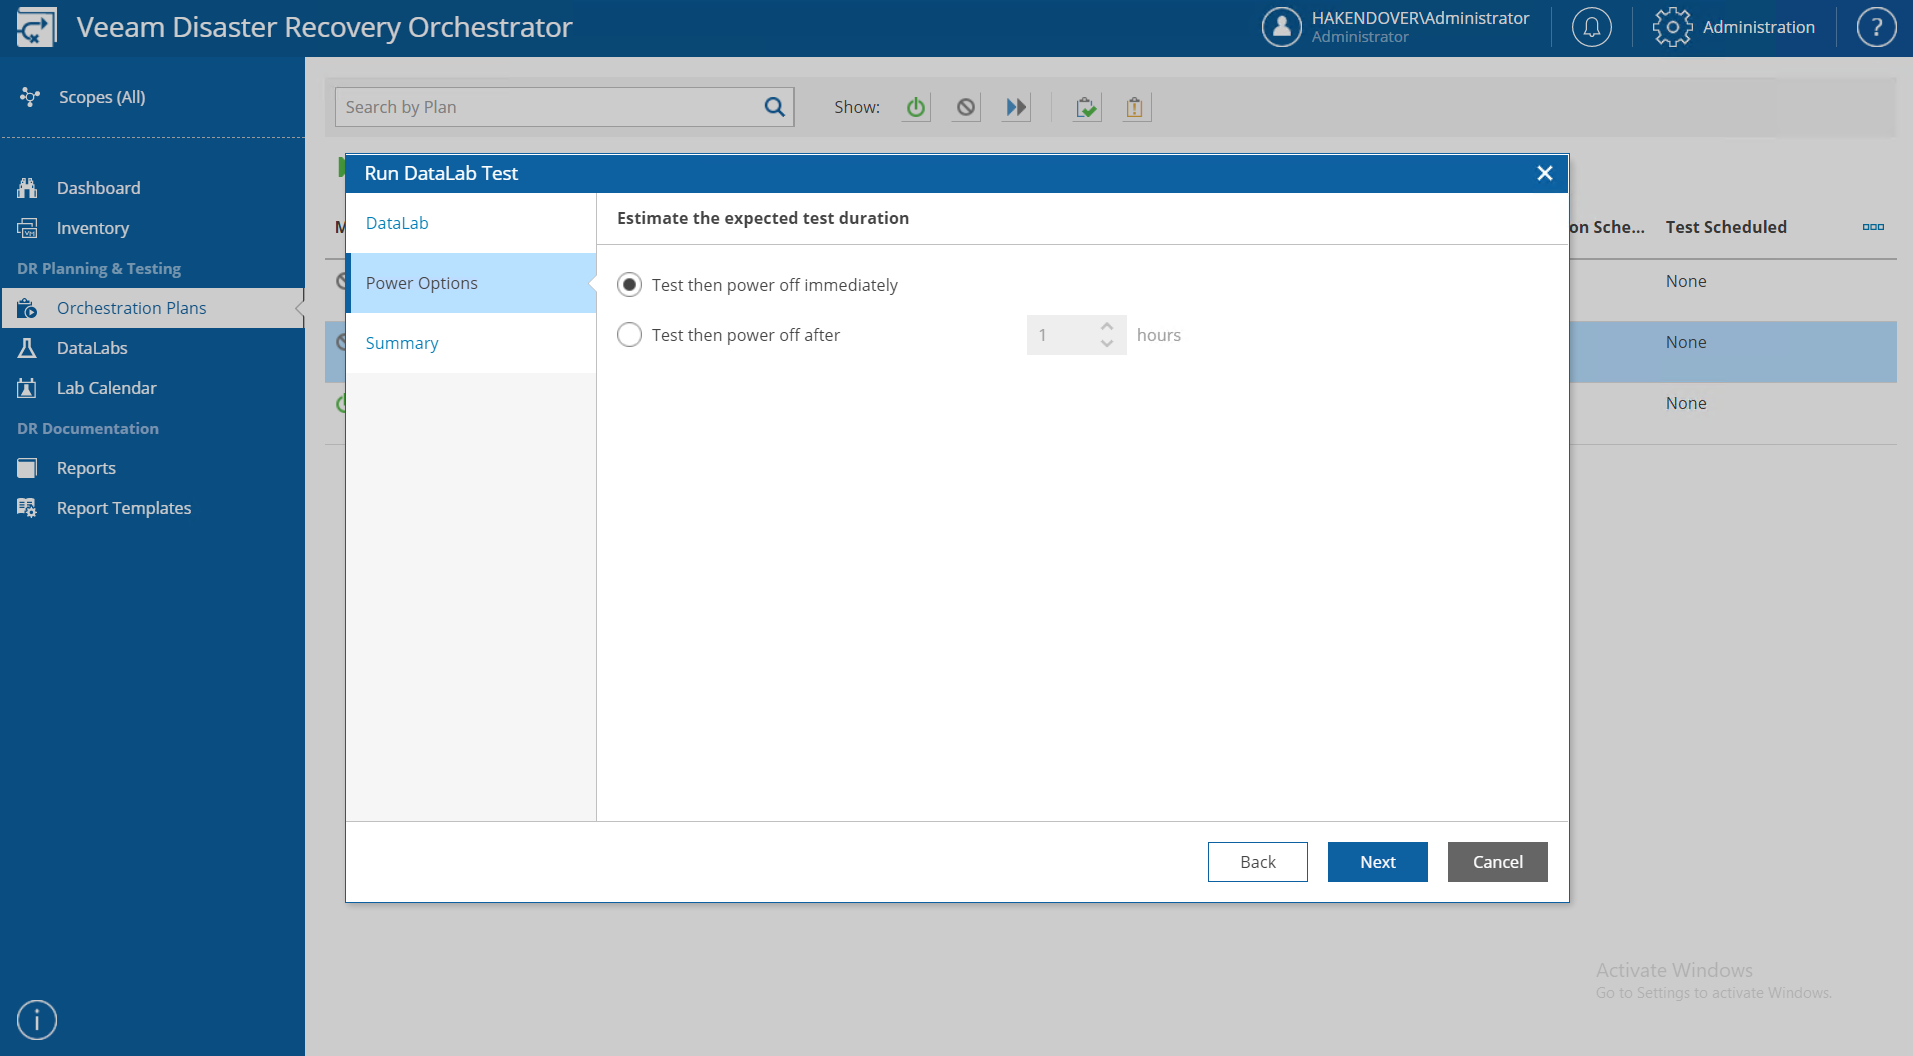 Veeam Disaster Recovery Orchestrator
HAKENDOVER\Administrator
Administrator
Administration
?
Scopes (All)
Search by Plan
Show:
Dashboard
Inventory
DR Planning & Testing
Orchestration Plans
DataLabs
Lab Calendar
DR Documentation
Reports
Report Templates
Run DataLab Test
DataLab
Power Options
Summary
Estimate the expected test duration
Test then power off immediately
Test then power off after
1
hours
Back
Next
Cancel
on Sche...
Test Scheduled
None
None
None
Activate Windows
Go to Settings to activate Windows.